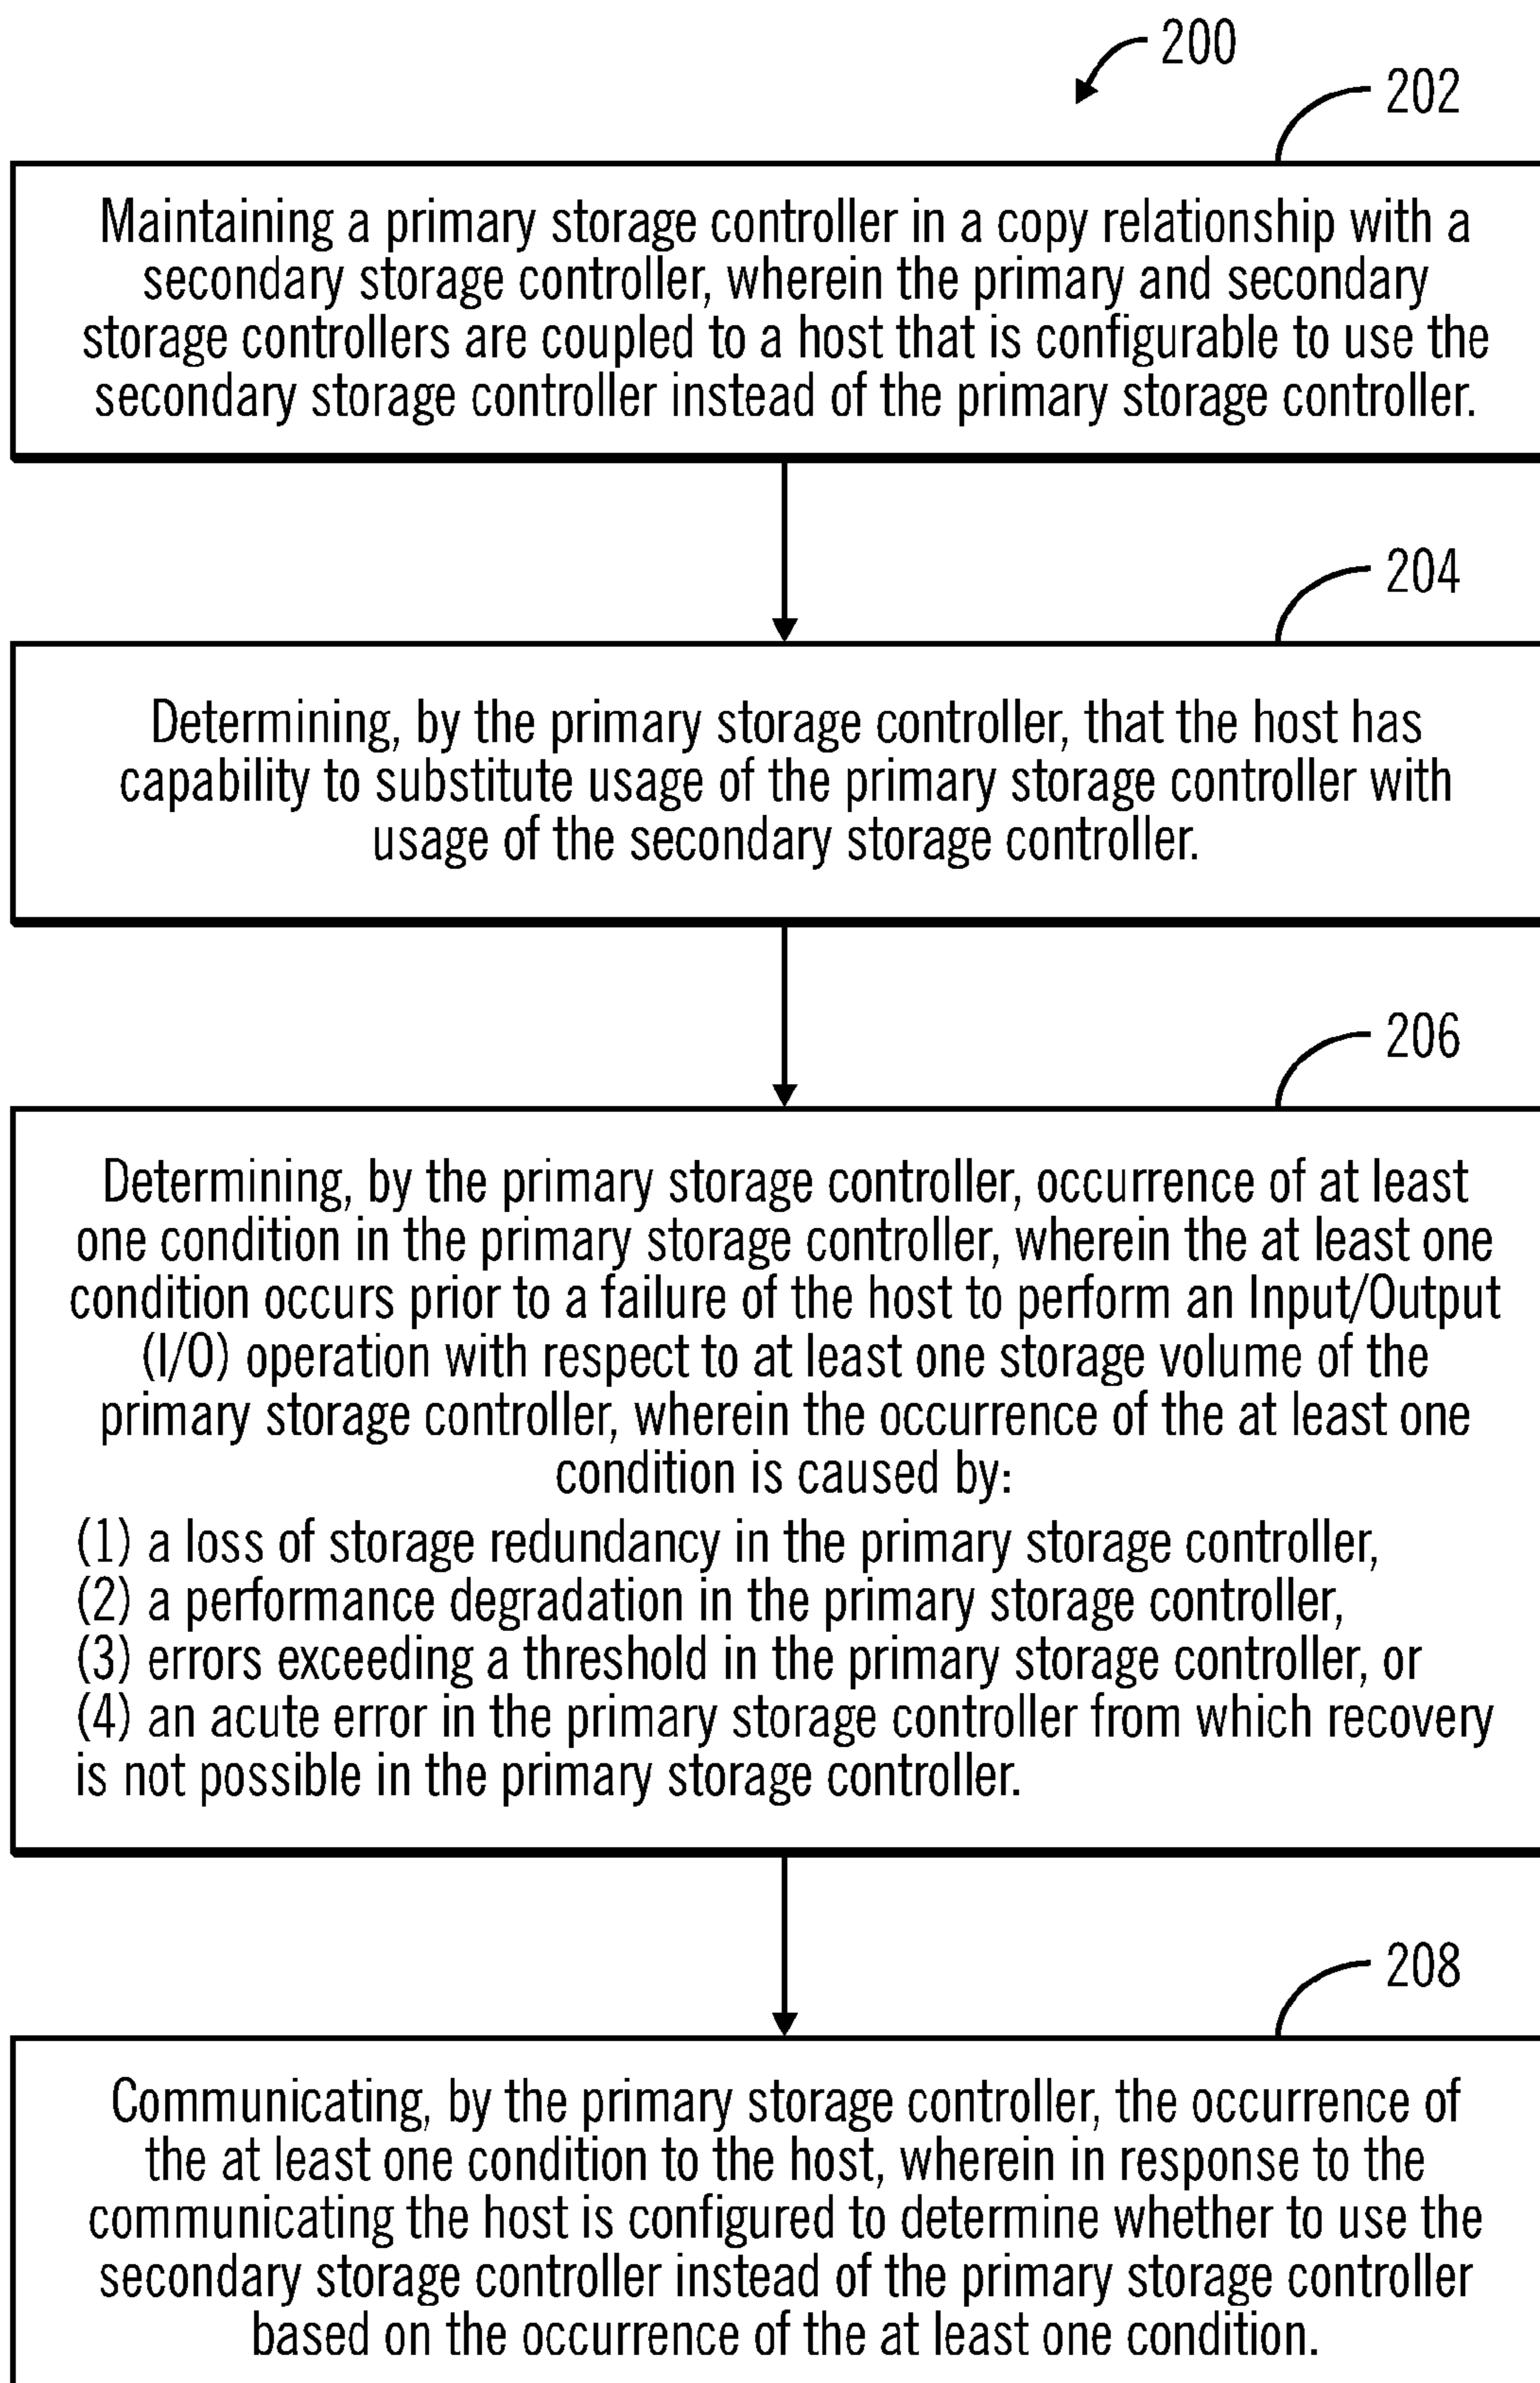 200
202
Maintaining a primary storage controller in a copy relationship with a
secondary storage controller, wherein the primary and secondary
storage controllers are coupled to a host that is configurable to use the
secondary storage controller instead of the primary storage controller.
204
Determining, by the primary storage controller, that the host has
capability to substitute usage of the primary storage controller with
usage of the secondary storage controller.
206
Determining, by the primary storage controller, occurrence of at least
one condition in the primary storage controller, wherein the at least one
condition occurs prior to a failure of the host to perform an Input/Output
(I/O) operation with respect to at least one storage volume of the
primary storage controller, wherein the occurrence of the at least one
condition is caused by:
(1) a loss of storage redundancy in the primary storage controller,
(2) a performance degradation in the primary storage controller,
(3) errors exceeding a threshold in the primary storage controller, or
(4) an acute error in the primary storage controller from which recovery
is not possible in the primary storage controller.
208
Communicating, by the primary storage controller, the occurrence of
the at least one condition to the host, wherein in response to the
communicating the host is configured to determine whether to use the
secondary storage controller instead of the primary storage controller
based on the occurrence of the at least one condition.